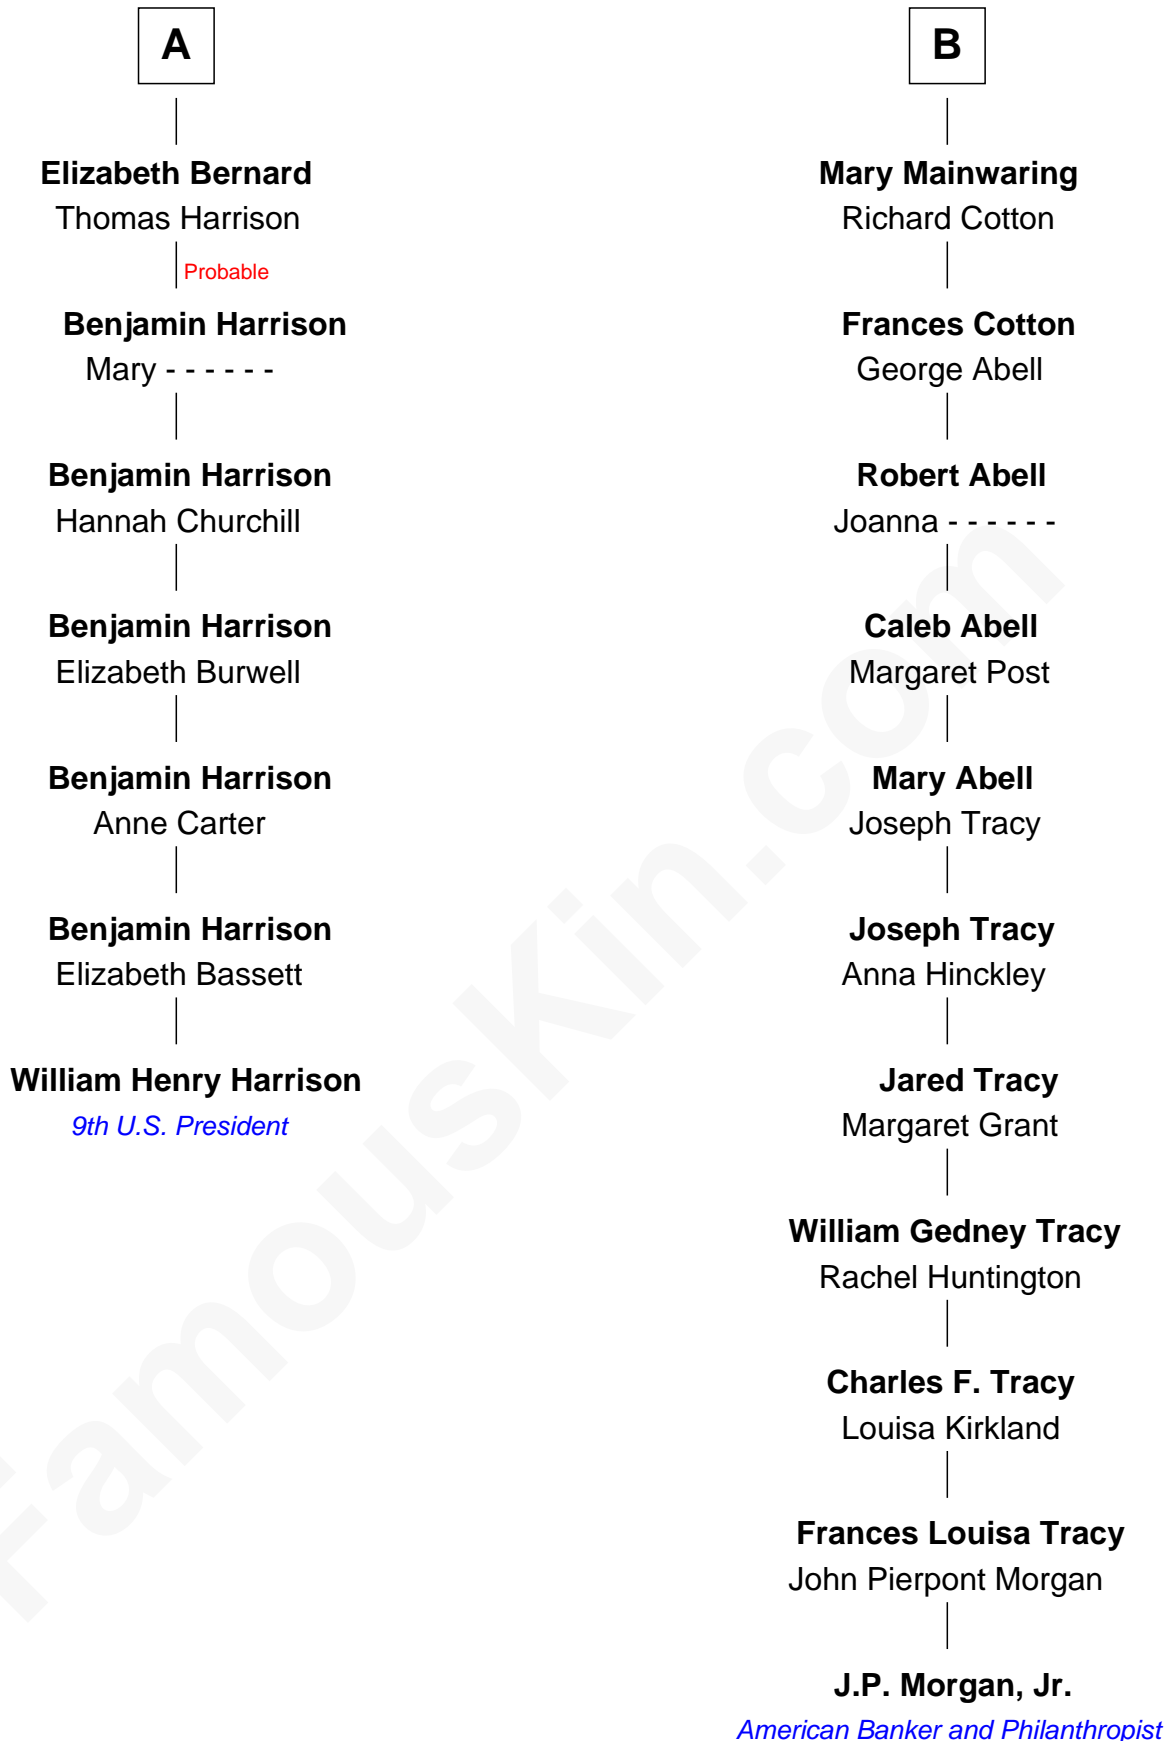 A
Elizabeth Bernard
Thomas Harrison
Probable
Benjamin Harrison
Mary - - - - - -
Benjamin Harrison
Hannah Churchill
Benjamin Harrison
Elizabeth Burwell
Benjamin Harrison
Anne Carter
Benjamin Harrison
Elizabeth Bassett
William Henry Harrison
9th U.S. President
B
Mary Mainwaring
Richard Cotton
Frances Cotton
George Abell
Robert Abell
Joanna - - - - - -
Caleb Abell
Margaret Post
Mary Abell
Joseph Tracy
Joseph Tracy
Anna Hinckley
Jared Tracy
Margaret Grant
William Gedney Tracy
Rachel Huntington
Charles F. Tracy
Louisa Kirkland
Frances Louisa Tracy
John Pierpont Morgan
J.P. Morgan, Jr.
American Banker and Philanthropist
FamousKin.com